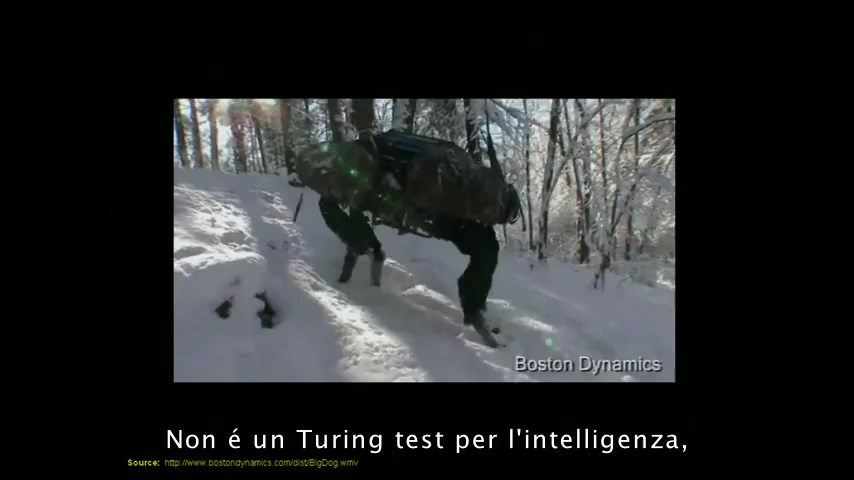 Boston Dynamics
Non é un Turing test per l'intelligenza,
Source: http://www.bostondynamics.com/dist/BigDog.wmv